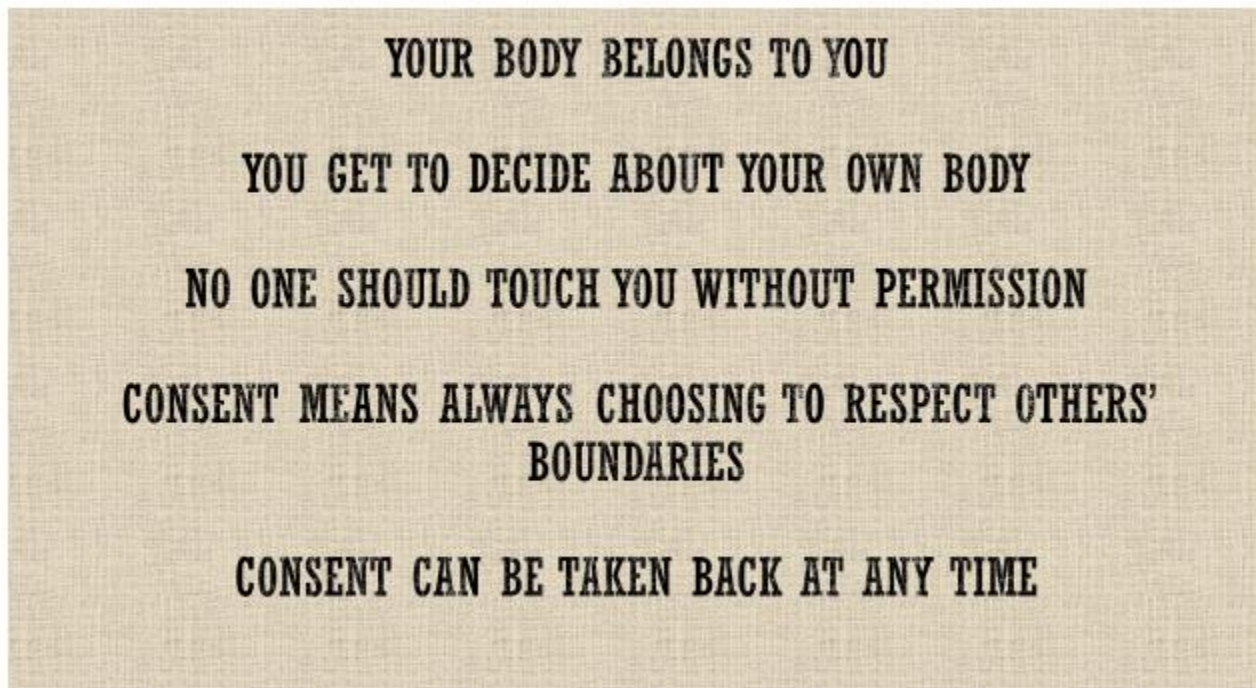 YOUR BODY BELONGS TO YOU
YOU GET TO DECIDE ABOUT YOUR OWN BODY
NO ONE SHOULD TOUCH YOU WITHOUT PERMISSION
CONSENT MEANS ALWAYS CHOOSING TO RESPECT OTHERS’
BOUNDARIES
CONSENT CAN BE TAKEN BACK AT ANY TIME